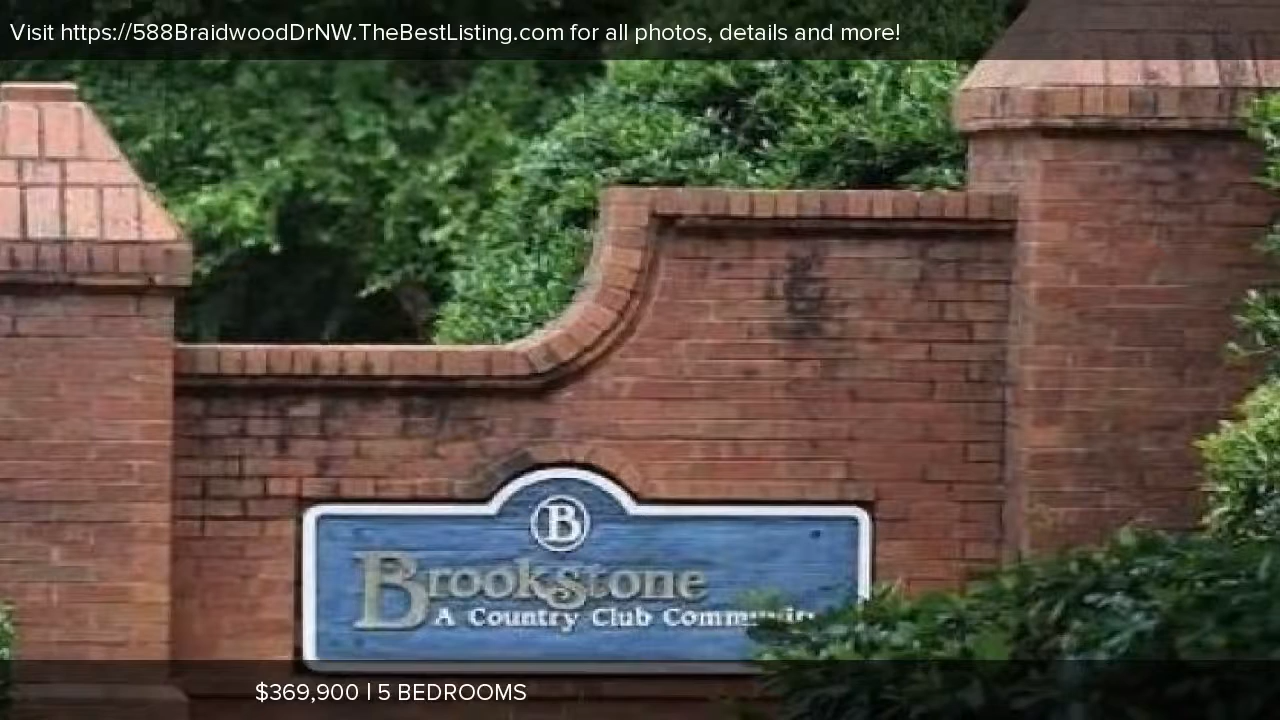 Visit https://588BraidwoodDrNW.TheBestListing.com for all photos, details and more!
B
Brookstone
A Country Club
$369,900 | 5 BEDROOMS